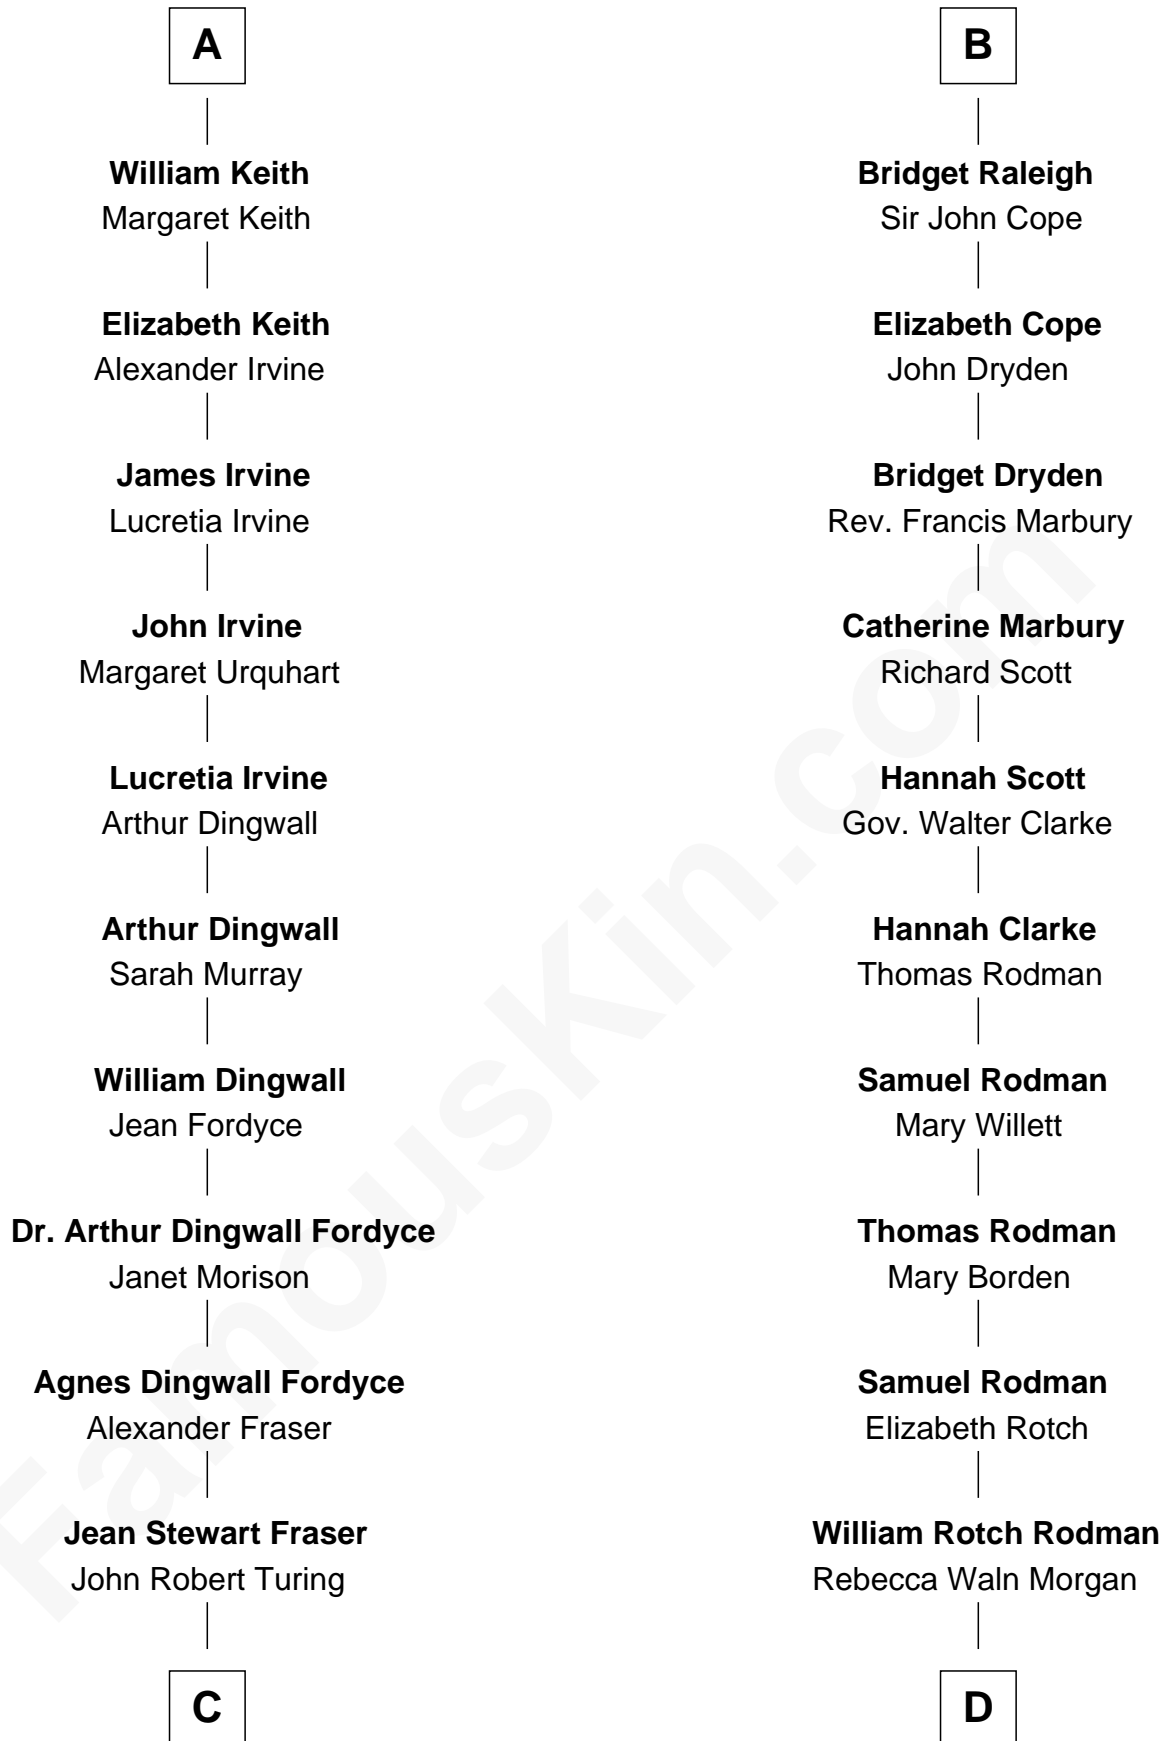 A
William Keith
Margaret Keith
Elizabeth Keith
Alexander Irvine
James Irvine
Lucretia Irvine
John Irvine
Margaret Urquhart
Lucretia Irvine
Arthur Dingwall
Arthur Dingwall
Sarah Murray
William Dingwall
Jean Fordyce
Dr. Arthur Dingwall Fordyce
Janet Morison
Agnes Dingwall Fordyce
Alexander Fraser
Jean Stewart Fraser
John Robert Turing
C
B
Bridget Raleigh
Sir John Cope
Elizabeth Cope
John Dryden
Bridget Dryden
Rev. Francis Marbury
Catherine Marbury
Richard Scott
Hannah Scott
Gov. Walter Clarke
Hannah Clarke
Thomas Rodman
Samuel Rodman
Mary Willett
Thomas Rodman
Mary Borden
Samuel Rodman
Elizabeth Rotch
William Rotch Rodman
Rebecca Waln Morgan
D
FamousKin.com